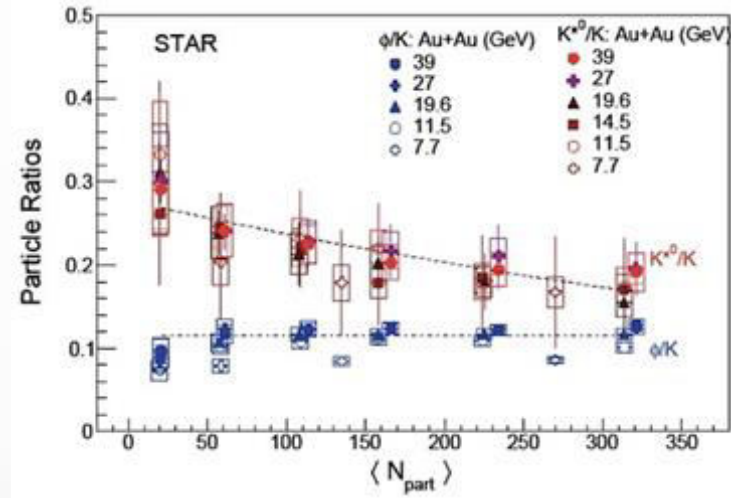 STAR
φ/K: Au+Au (GeV)
39
27
19.6
11.5
7.7
K*⁰/K: Au+Au (GeV)
39
27
19.6
14.5
11.5
7.7
0.5
0.4
0.3
0.2
0.1
0
Particle Ratios
K*⁰/K
φ/K
0 50 100 150 200 250 300 350
⟨ N_part ⟩